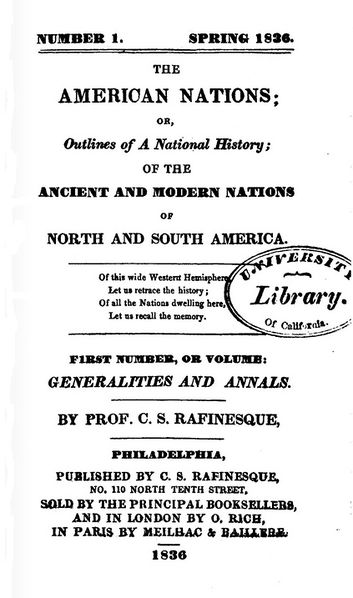 NUMBER 1. SPRING 1836.
THE
AMERICAN NATIONS;
OR,
Outlines of A National History;
OF THE
ANCIENT AND MODERN NATIONS
OF
NORTH AND SOUTH AMERICA.
Of this wide Western Hemisphere
Let us retrace the history;
Of all the Nations dwelling here,
Let us recall the memory.
UNIVERSITY
Library.
Of California.
FIRST NUMBER, OR VOLUME:
GENERALITIES AND ANNALS.
BY PROF. C. S. RAFINESQUE,
PHILADELPHIA,
PUBLISHED BY C. S. RAFINESQUE,
NO. 110 NORTH TENTH STREET,
SOLD BY THE PRINCIPAL BOOKSELLERS,
AND IN LONDON BY O. RICH,
IN PARIS BY MEILHAC & BAILLERE.
1836